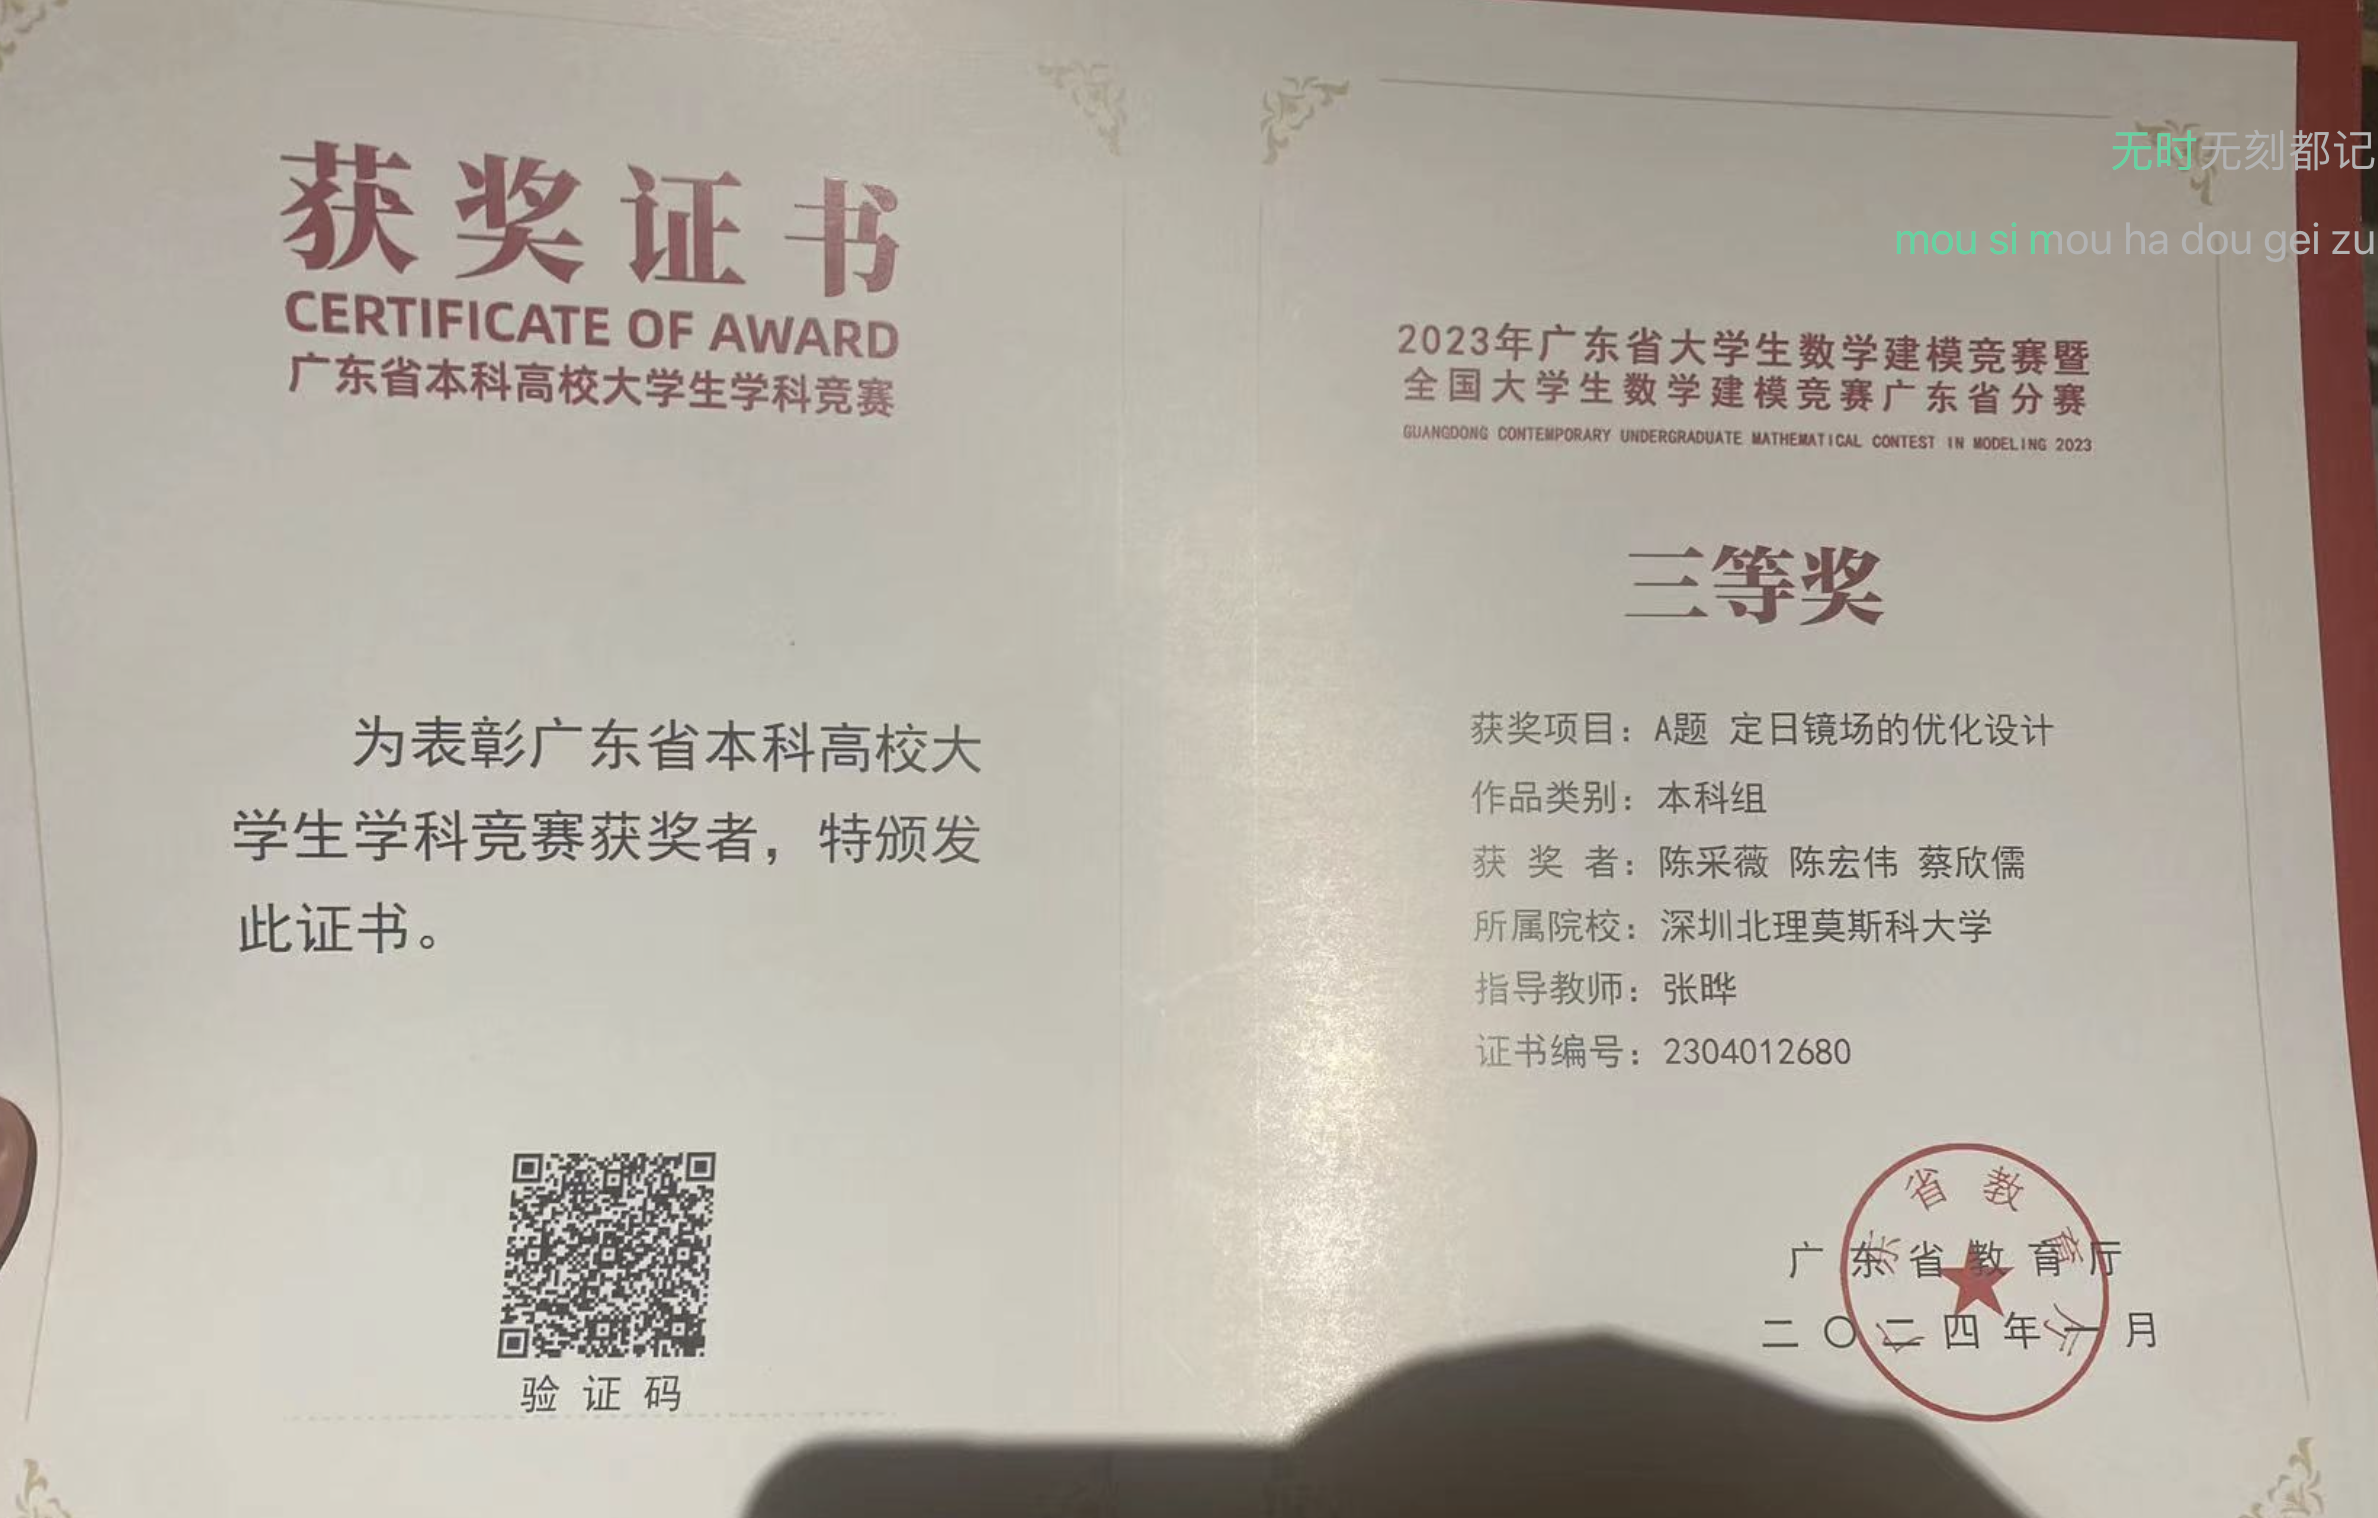 获奖证书
CERTIFICATE OF AWARD
广东省本科高校大学生学科竞赛
为表彰广东省本科高校大
学生学科竞赛获奖者，特颁发
此证书。
验证码
无时无刻都记
mou si mou ha dou gei zu
2023年广东省大学生数学建模竞赛暨
全国大学生数学建模竞赛广东省分赛
GUANGDONG CONTEMPORARY UNDERGRADUATE MATHEMATICAL CONTEST IN MODELING 2023
三等奖
获奖项目：A题 定日镜场的优化设计
作品类别：本科组
获奖者：陈采薇 陈宏伟 蔡欣儒
所属院校：深圳北理莫斯科大学
指导教师：张晔
证书编号：2304012680
广东省教育厅
广东省教育厅
二〇二四年一月